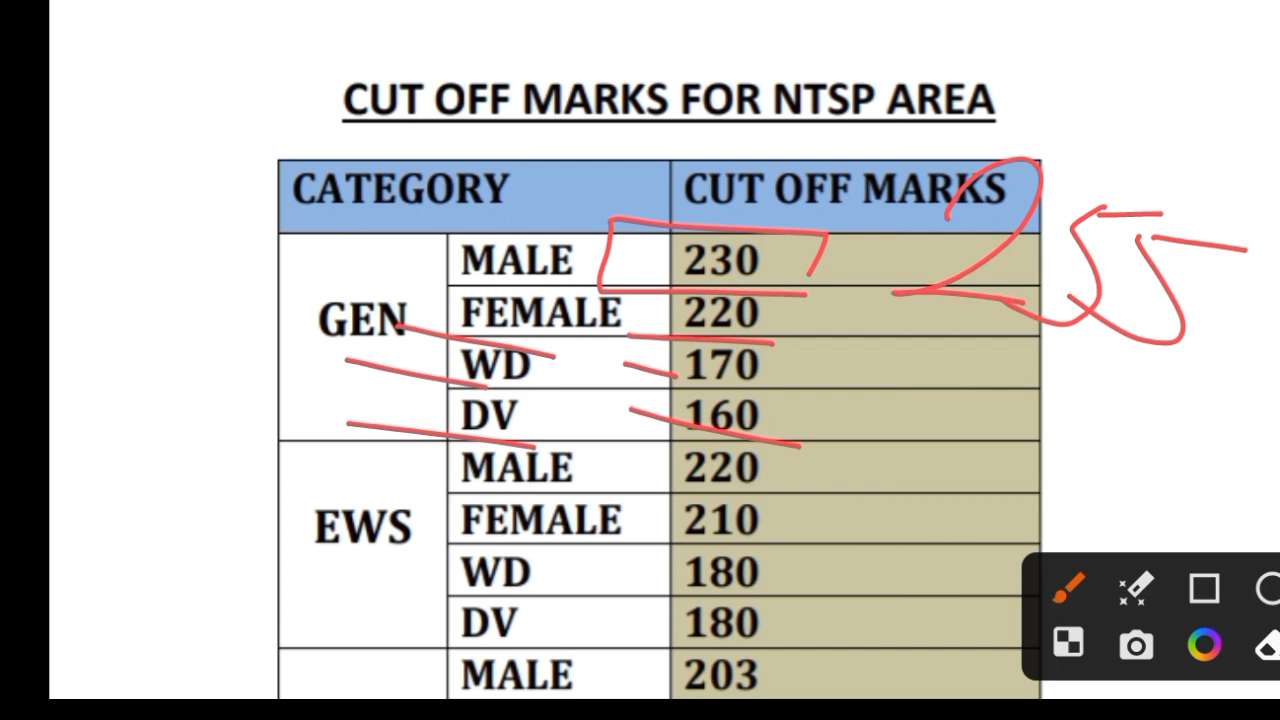 CUT OFF MARKS FOR NTSP AREA
CATEGORY CUT OFF MARKS
GEN MALE 230
FEMALE 220
WD 170
DV 160
EWS MALE 220
FEMALE 210
WD 180
DV 180
MALE 203
255